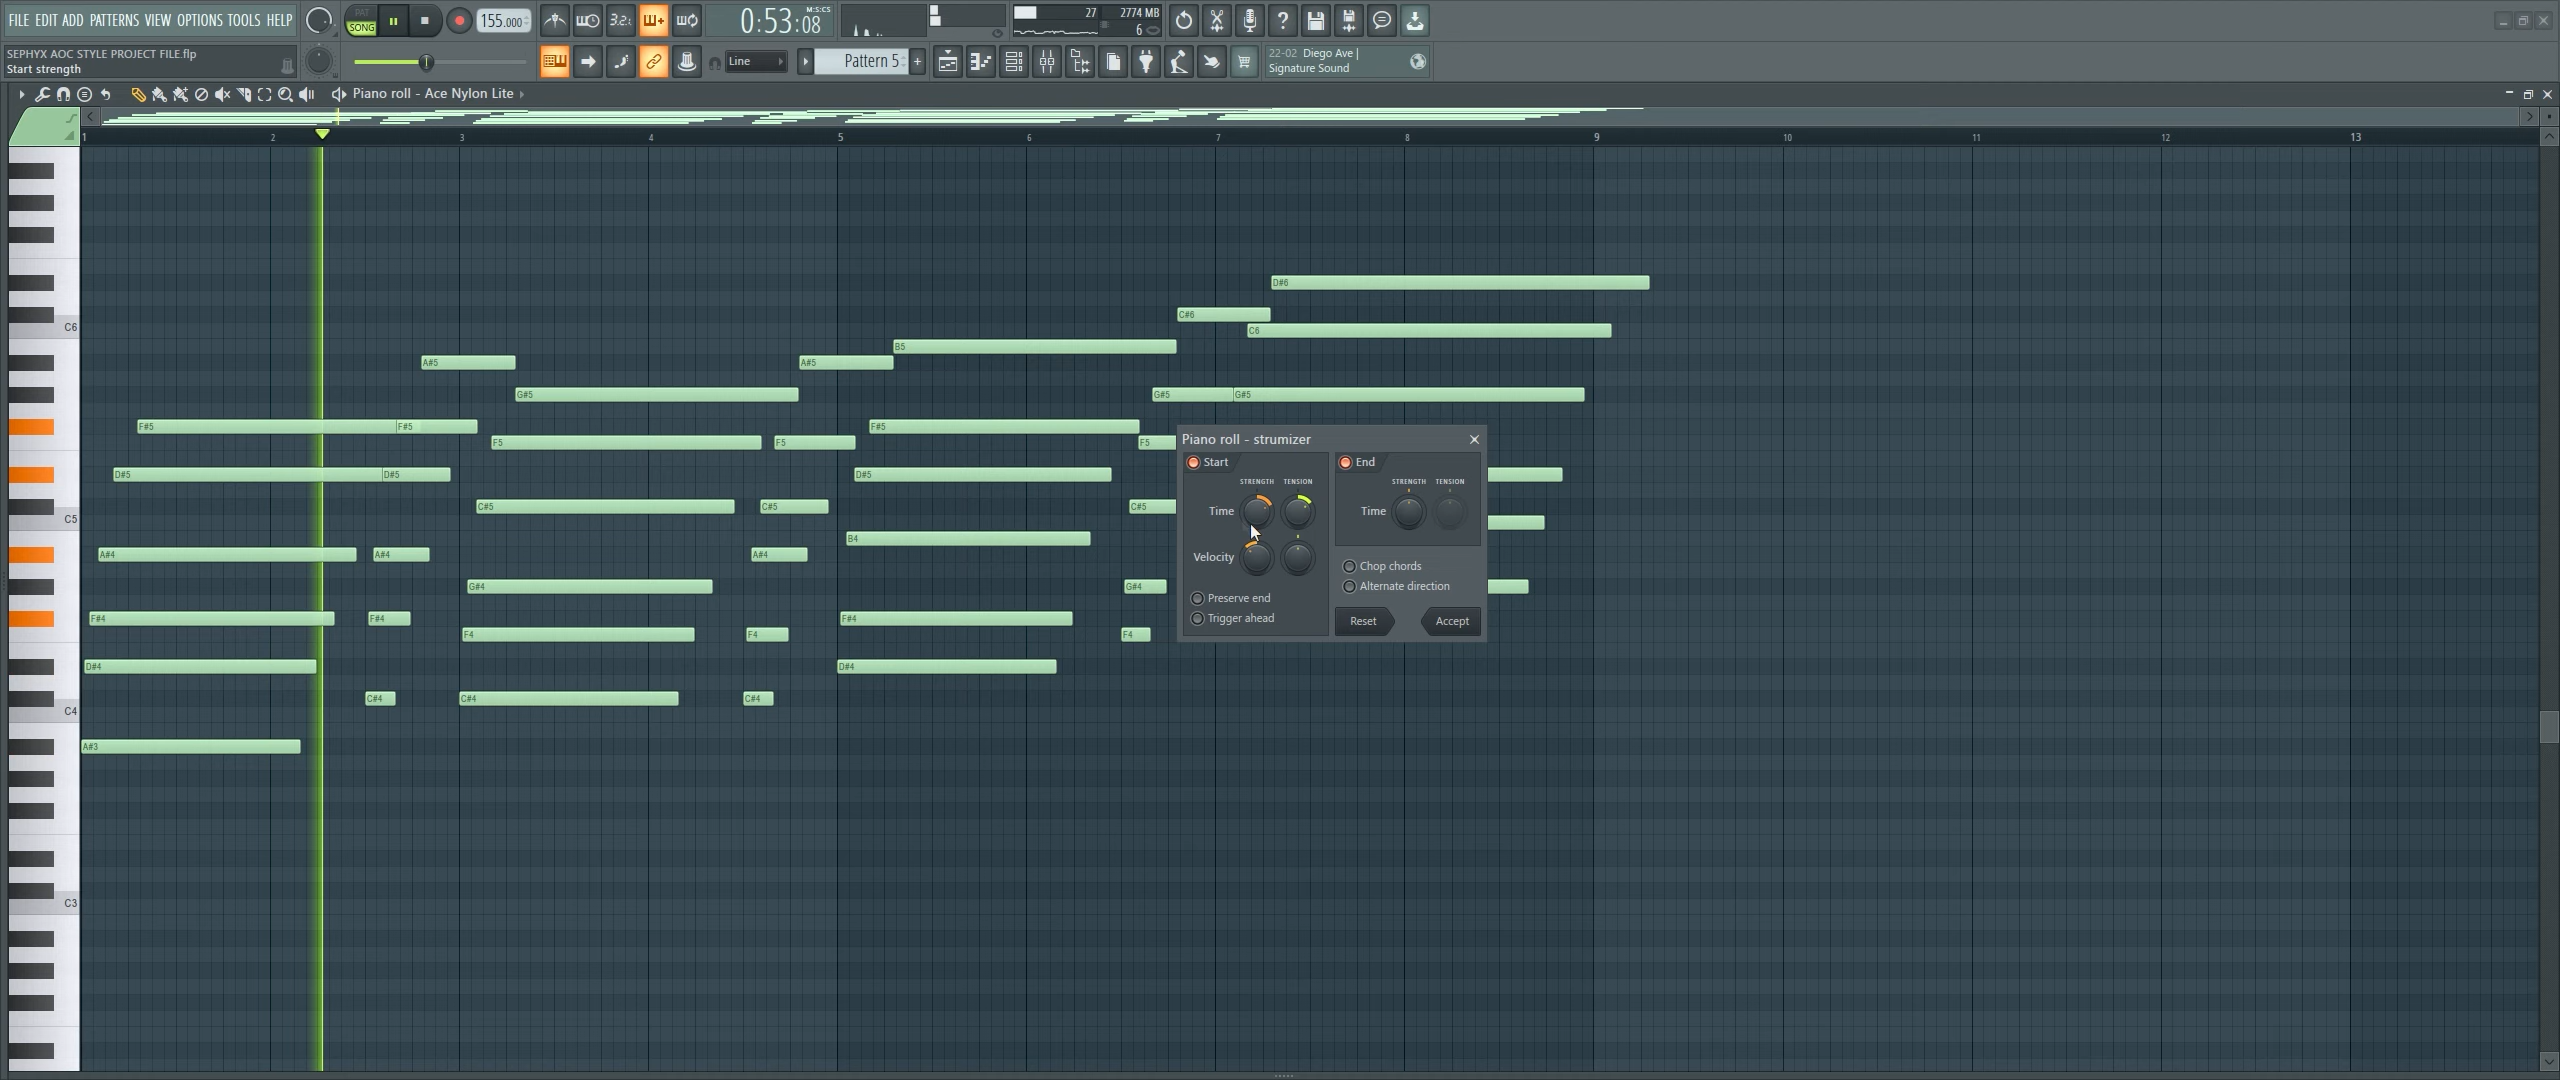 FILE EDIT ADD PATTERNS VIEW OPTIONS TOOLS HELP
PAT
SONG
155.000
3.2.
M:S:CS
0:53:08
27
2774 MB
6
SEPHYX AOC STYLE PROJECT FILE.flp
Start strength
Line
Pattern 5
+
22-02 Diego Ave |
Signature Sound
Piano roll - Ace Nylon Lite
1 2 3 4 5 6 7 8 9 10 11 12 13
D#6
C#6
C6
C6
B5
A#5 A#5
G#5 G#5 G#5
F#5 F#5 F#5
F5 F5 F5
D#5 D#5 D#5
C#5 C#5 C#5
C5
B4
A#4 A#4 A#4
G#4 G#4
F#4 F#4 F#4
F4 F4 F4
D#4 D#4
C#4 C#4 C#4
C4
A#3
C3
Piano roll - strumizer
Start
STRENGTH TENSION
Time
Velocity
Preserve end
Trigger ahead
End
STRENGTH TENSION
Time
Chop chords
Alternate direction
Reset
Accept